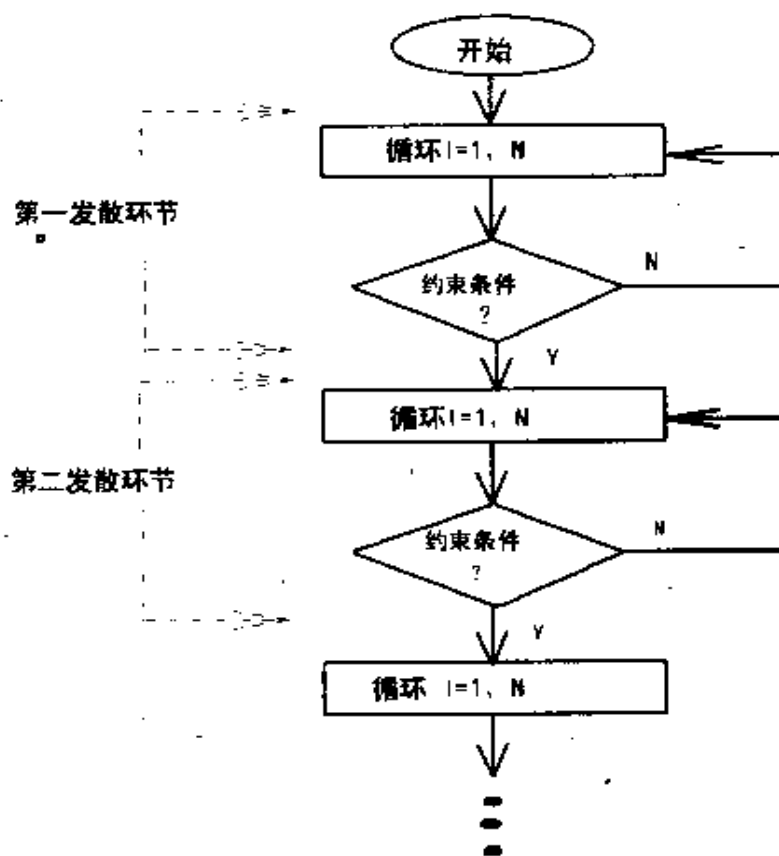 开始
循环 I=1, N
第一发散环节
约束条件
?
N
Y
循环 I=1, N
第二发散环节
约束条件
?
N
Y
循环 I=1, N